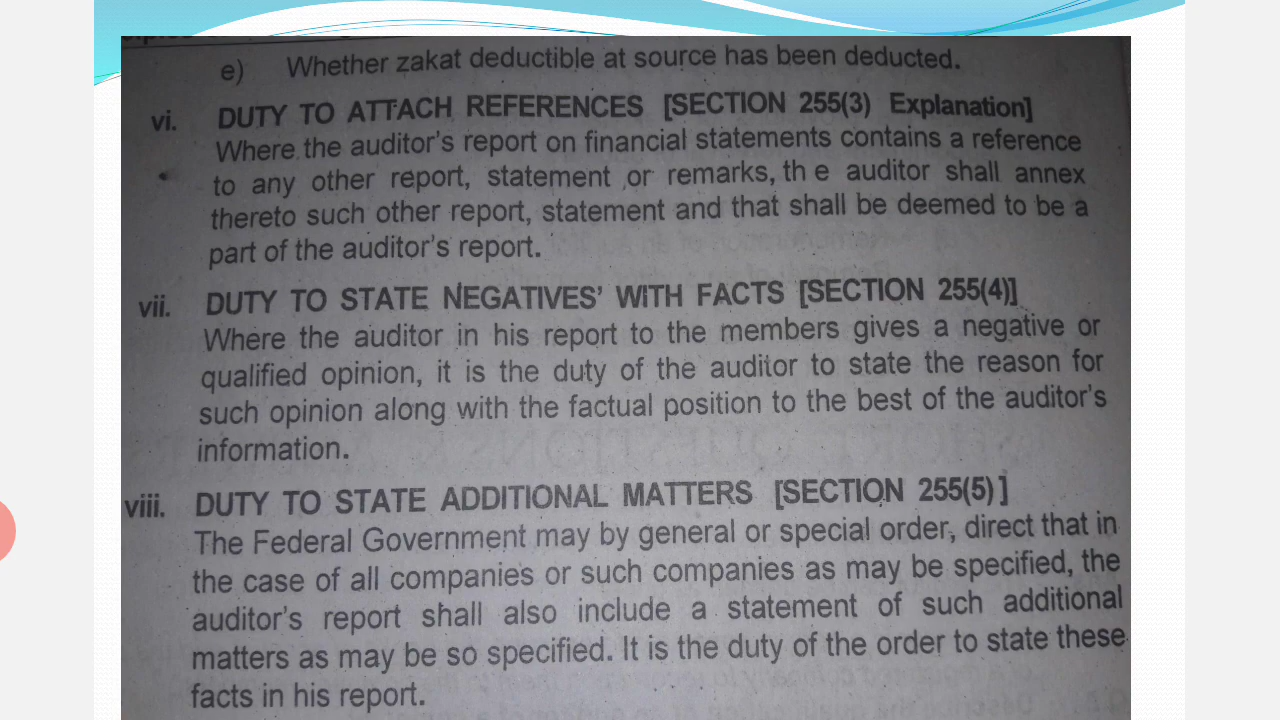 e) Whether zakat deductible at source has been deducted.
vi. DUTY TO ATTACH REFERENCES [SECTION 255(3) Explanation]
Where the auditor's report on financial statements contains a reference
to any other report, statement or remarks, th e auditor shall annex
thereto such other report, statement and that shall be deemed to be a
part of the auditor's report.
vii. DUTY TO STATE NEGATIVES' WITH FACTS [SECTION 255(4)]
Where the auditor in his report to the members gives a negative or
qualified opinion, it is the duty of the auditor to state the reason for
such opinion along with the factual position to the best of the auditor's
information.
viii. DUTY TO STATE ADDITIONAL MATTERS [SECTION 255(5)]
The Federal Government may by general or special order, direct that in
the case of all companies or such companies as may be specified, the
auditor's report shall also include a statement of such additional
matters as may be so specified. It is the duty of the order to state these
facts in his report.